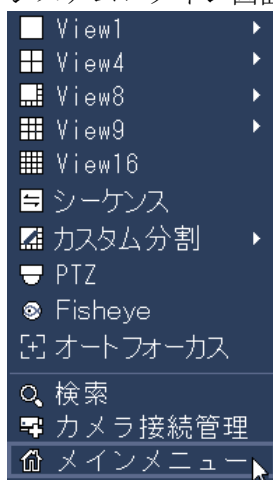 View1
View4
View8
View9
View16
シーケンス
カスタム分割
PTZ
Fisheye
オートフォーカス
検索
カメラ接続管理
メインメニュー